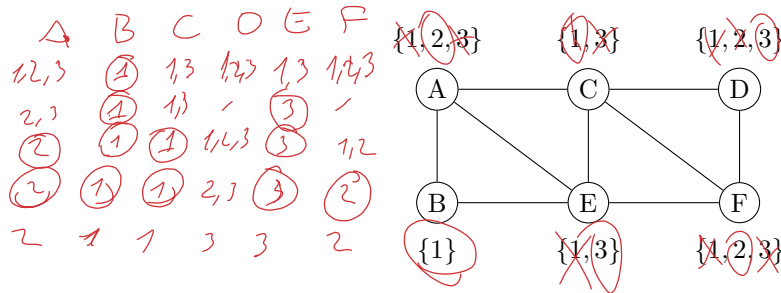 A B C D E F
1,2,3 1 1,3 1,2,3 1,3 1,2,3
2,3 1 1,3 / 3 /
2 1 1 1,2,3 3 1,2
2 1 1 2,3 3 2
2 1 1 3 3 2
{1,2,3} {1,3} {1,2,3}
A C D
B E F
{1} {1,3} {1,2,3}